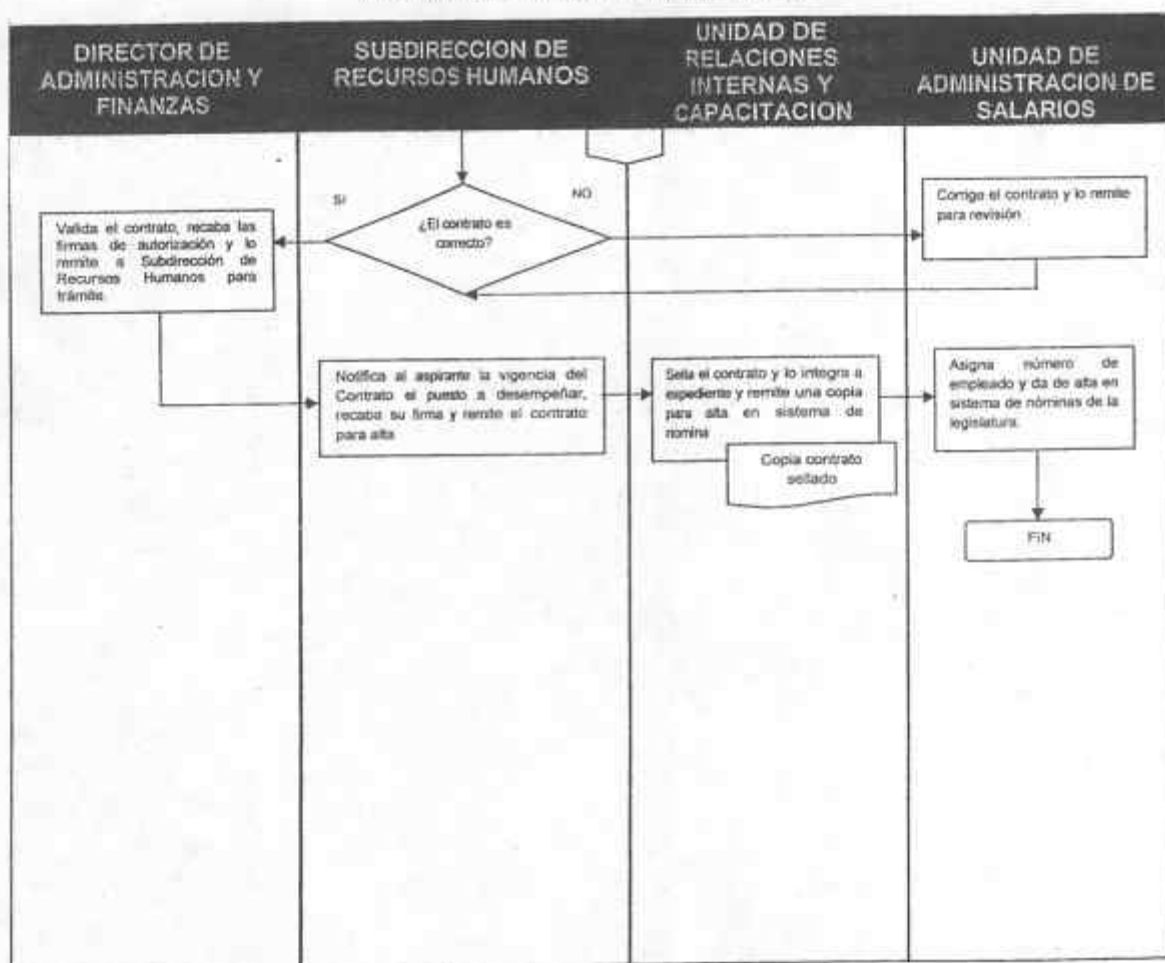 DIRECTOR DE
ADMINISTRACION Y
FINANZAS
SUBDIRECCION DE
RECURSOS HUMANOS
UNIDAD DE
RELACIONES
INTERNAS Y
CAPACITACION
UNIDAD DE
ADMINISTRACION DE
SALARIOS
SI
NO
¿El contrato es
correcto?
Valida el contrato, recaba las
firmas de autorización y lo
remite a Subdirección de
Recursos Humanos para
trámite.
Corrige el contrato y lo remite
para revisión
Notifica al aspirante la vigencia del
Contrato el puesto a desempeñar,
recaba su firma y remite el contrato
para alta
Sella el contrato y lo integra a
expediente y remite una copia
para alta en sistema de
nomina
Copia contrato
sellado
Asigna número de
empleado y da de alta en
sistema de nóminas de la
legislatura.
FIN